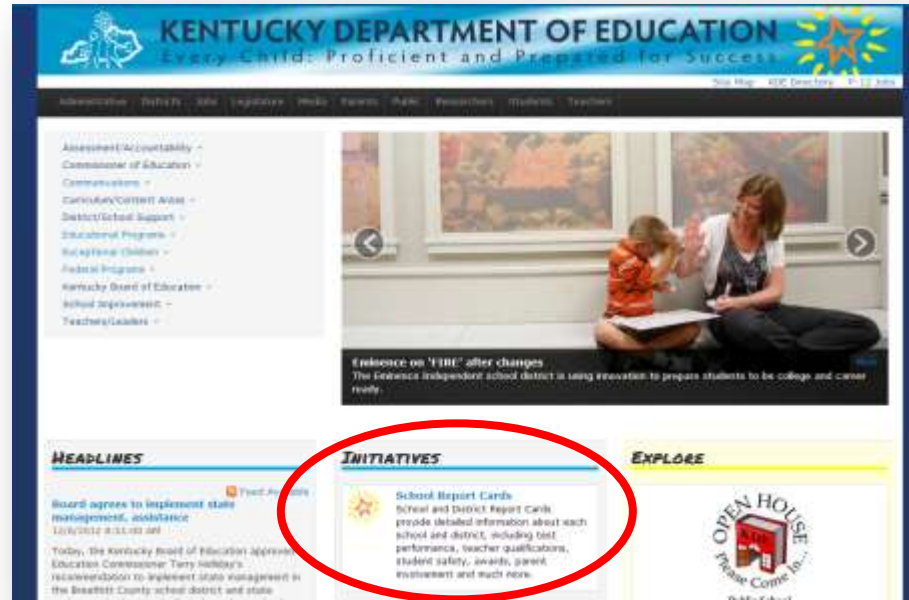 KENTUCKY DEPARTMENT OF EDUCATION
Every Child: Proficient and Prepared for Success
Site Map KDE Directory P-12 Jobs
Administrative Districts Jobs Legislature Media Parents Public Researchers Students Teachers
Assessment/Accountability
Commissioner of Education
Communications
Curriculum/Content Areas
District/School Support
Educational Programs
Exceptional Children
Federal Programs
Kentucky Board of Education
School Improvement
Teachers/Leaders
Eminence on 'FIRE' after changes
The Eminence Independent school district is using innovation to prepare students to be college and career
ready.
HEADLINES
Feed Available
Board agrees to implement state
management, assistance
Today, the Kentucky Board of Education approved
Education Commissioner Terry Holliday's
recommendation to implement state management in
the Breathitt County school district and state
INITIATIVES
School Report Cards
School and District Report Cards
provide detailed information about each
school and district, including test
performance, teacher qualifications,
student safety, awards, parent
involvement and much more.
EXPLORE
OPEN HOUSE
KDE
Please Come In...
Public School